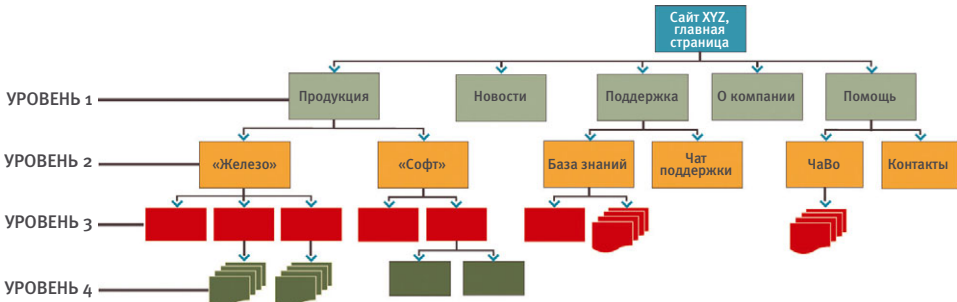 Сайт XYZ,
главная
страница
УРОВЕНЬ 1
Продукция
Новости
Поддержка
О компании
Помощь
УРОВЕНЬ 2
«Железо»
«Софт»
База знаний
Чат
поддержки
ЧаВо
Контакты
УРОВЕНЬ 3
УРОВЕНЬ 4